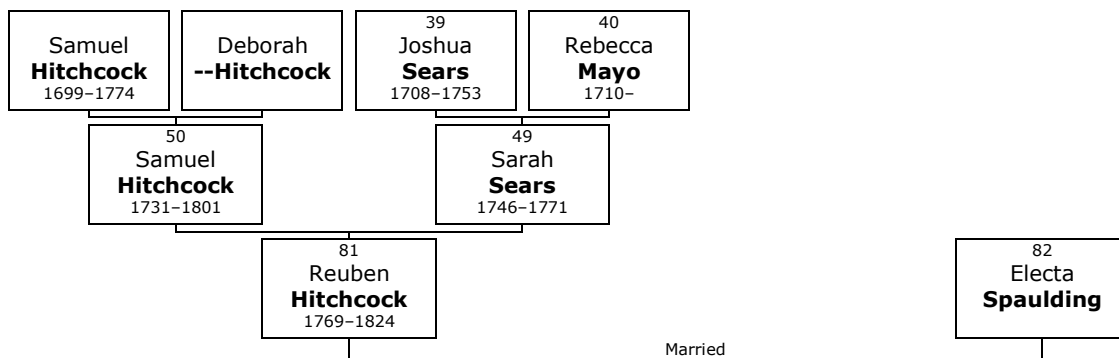 Samuel
Hitchcock
1699–1774
Deborah
--Hitchcock
39
Joshua
Sears
1708–1753
40
Rebecca
Mayo
1710–
50
Samuel
Hitchcock
1731–1801
49
Sarah
Sears
1746–1771
81
Reuben
Hitchcock
1769–1824
82
Electa
Spaulding
Married